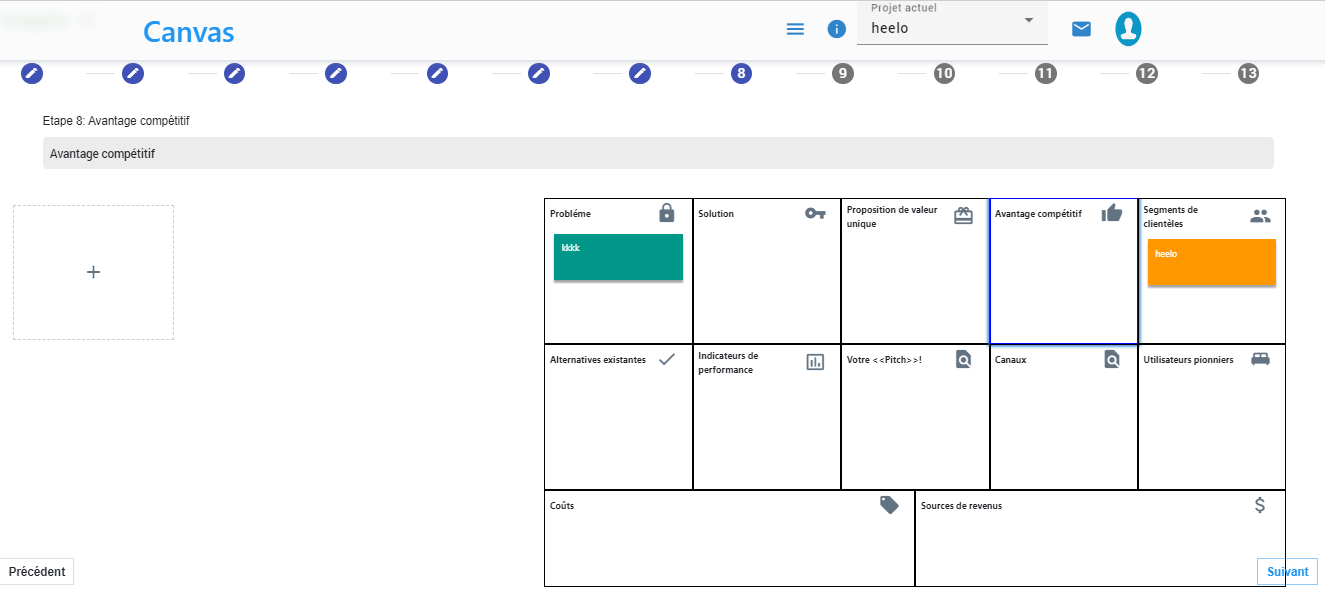 Canvas
Projet actuel
heelo
8
9
10
11
12
13
Etape 8: Avantage compétitif
Avantage compétitif
+
Probléme
kkkk
Solution
Proposition de valeur
unique
Avantage compétitif
Segments de
clientèles
heelo
Alternatives existantes
Indicateurs de
performance
Votre <<Pitch>>!
Canaux
Utilisateurs pionniers
Coûts
Sources de revenus
$
Précédent
Suivant